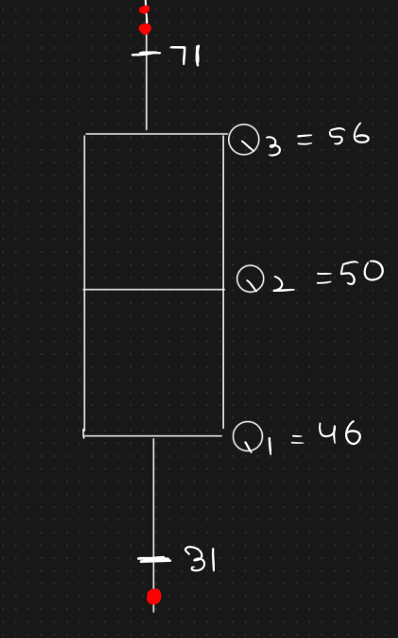 71
Q3 = 56
Q2 = 50
Q1 = 46
31